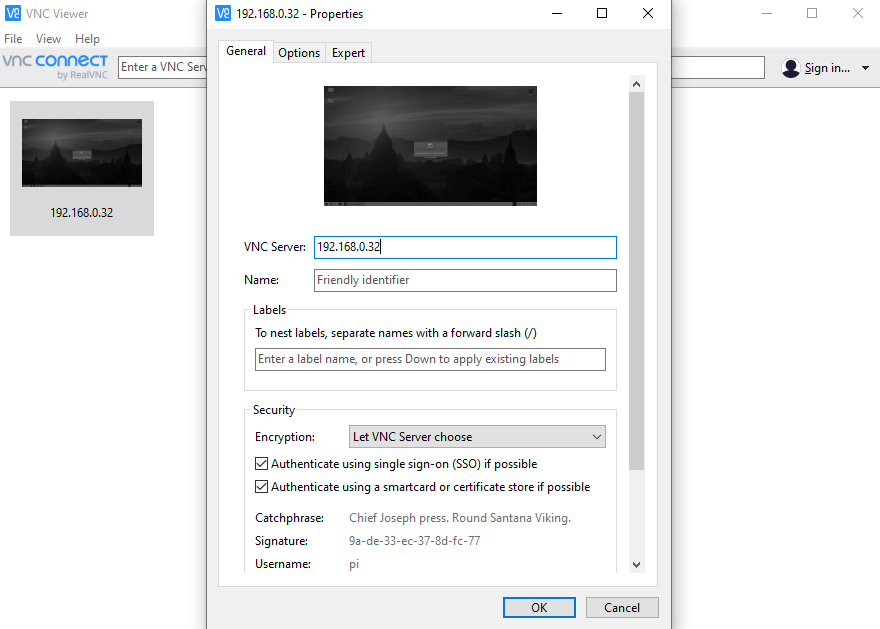 VNC Viewer
File View Help
vnc connect
by RealVNC
Enter a VNC Serv
Sign in...
192.168.0.32
192.168.0.32 - Properties
General Options Expert
VNC Server: 192.168.0.32
Name: Friendly identifier
Labels
To nest labels, separate names with a forward slash (/)
Enter a label name, or press Down to apply existing labels
Security
Encryption: Let VNC Server choose
Authenticate using single sign-on (SSO) if possible
Authenticate using a smartcard or certificate store if possible
Catchphrase: Chief Joseph press. Round Santana Viking.
Signature: 9a-de-33-ec-37-8d-fc-77
Username: pi
OK Cancel